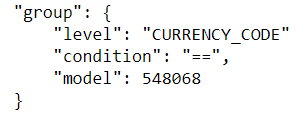 "group": {
    "level": "CURRENCY_CODE"
    "condition": "==",
    "model": 548068
}